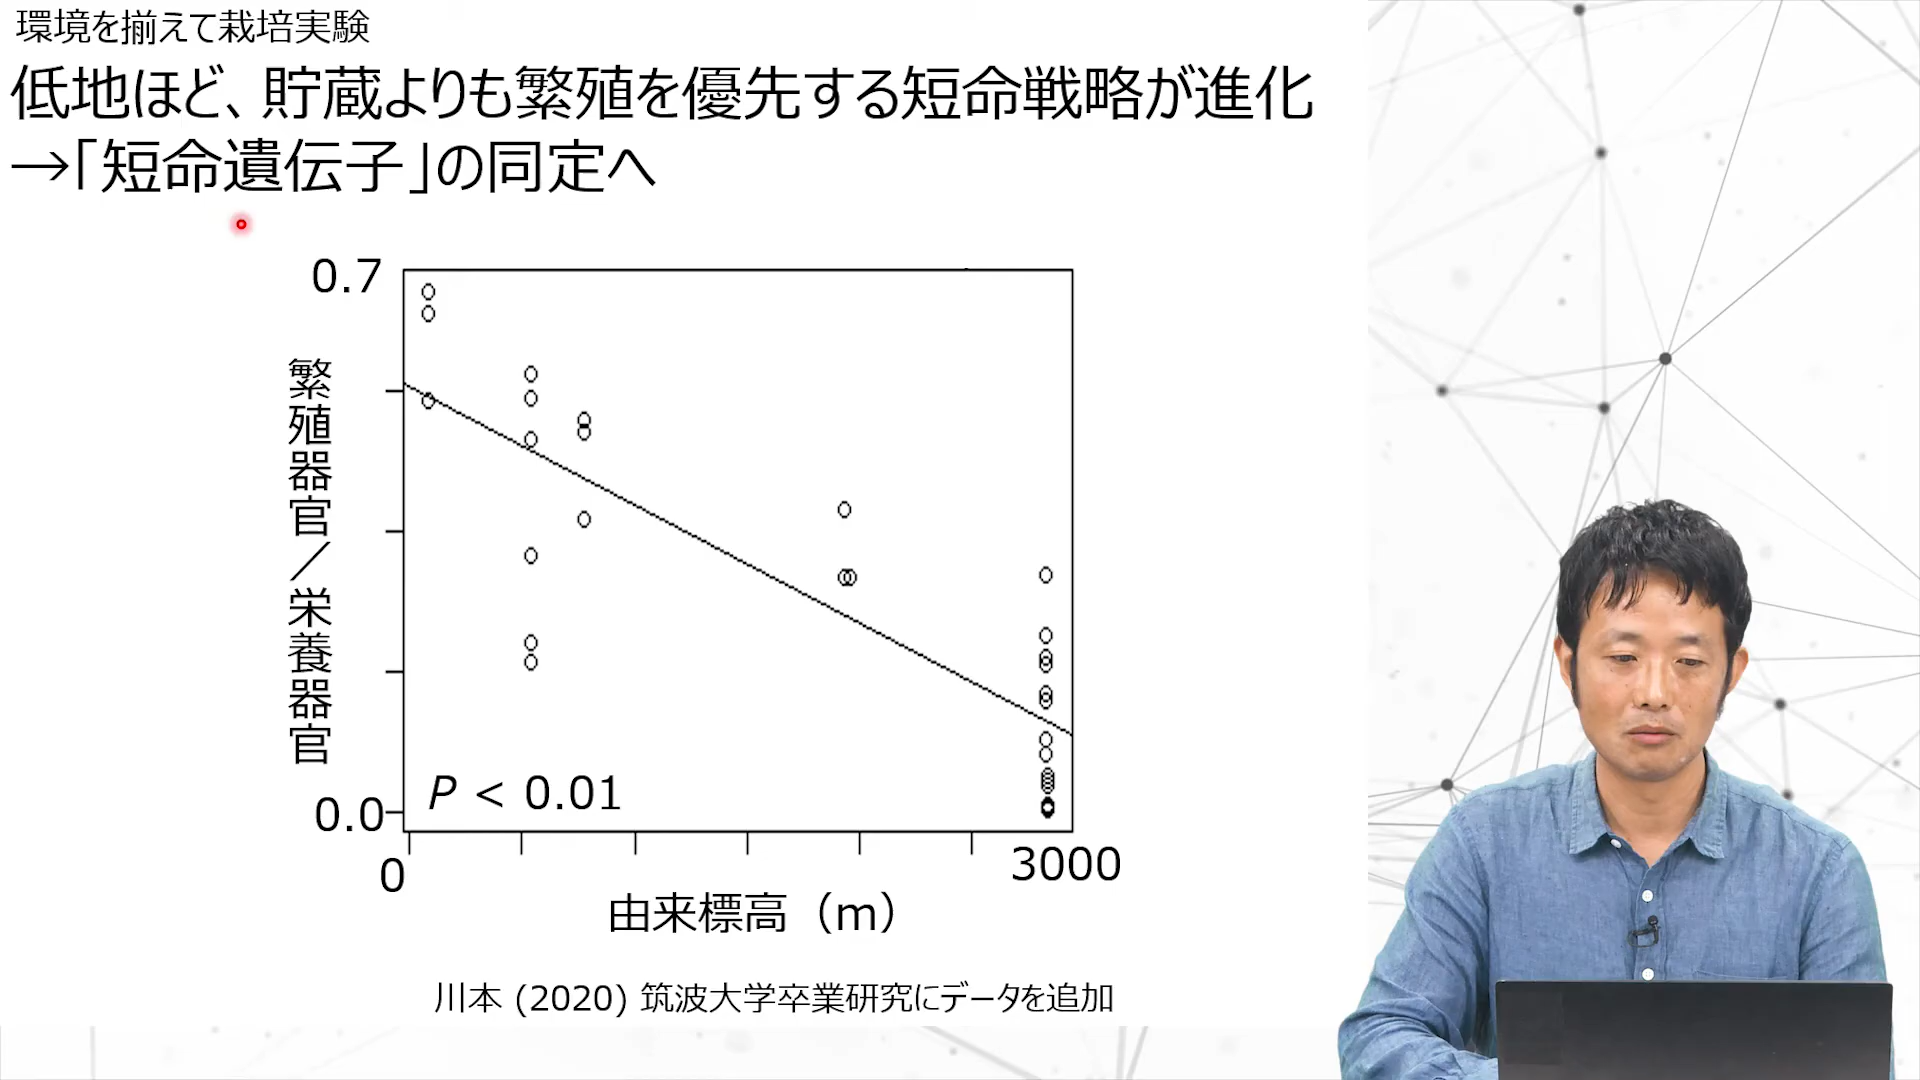 環境を揃えて栽培実験
低地ほど、貯蔵よりも繁殖を優先する短命戦略が進化
→「短命遺伝子」の同定へ
0.7
繁殖器官／栄養器官
P < 0.01
0.0
0
3000
由来標高（m）
川本 (2020) 筑波大学卒業研究にデータを追加